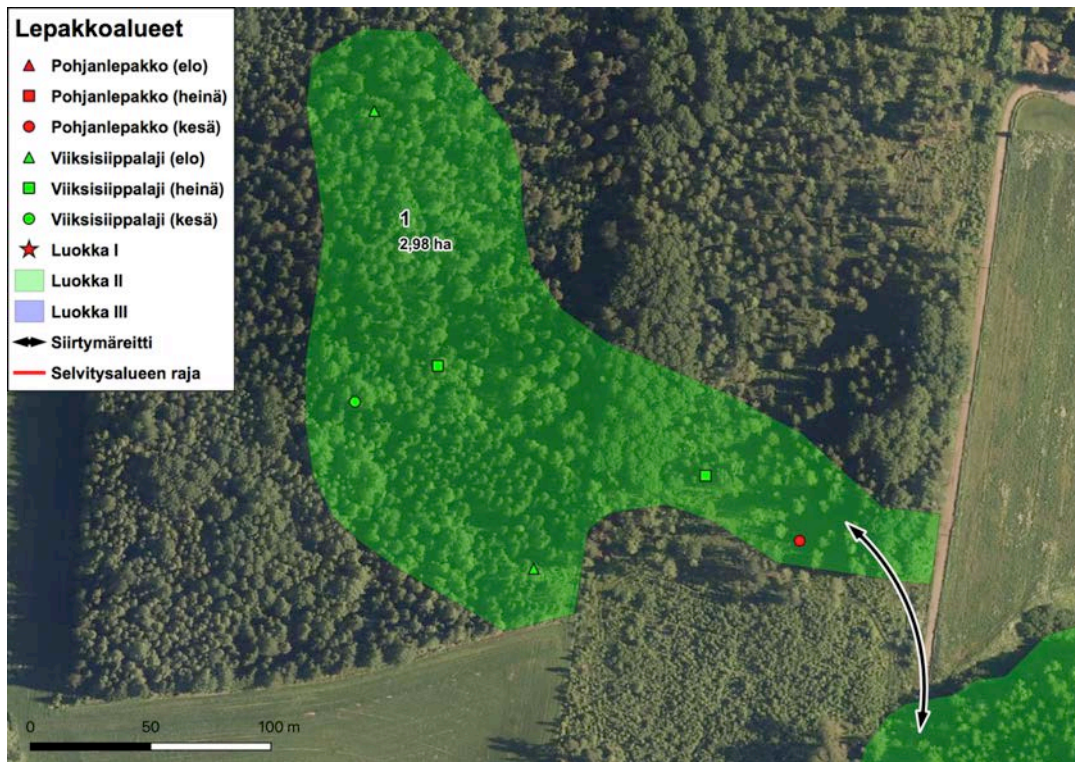 Lepakkoalueet
Pohjanlepakko (elo)
Pohjanlepakko (heinä)
Pohjanlepakko (kesä)
Viiksisiippalaji (elo)
Viiksisiippalaji (heinä)
Viiksisiippalaji (kesä)
Luokka I
Luokka II
Luokka III
Siirtymäreitti
Selvitysalueen raja
1
2,98 ha
0 50 100 m